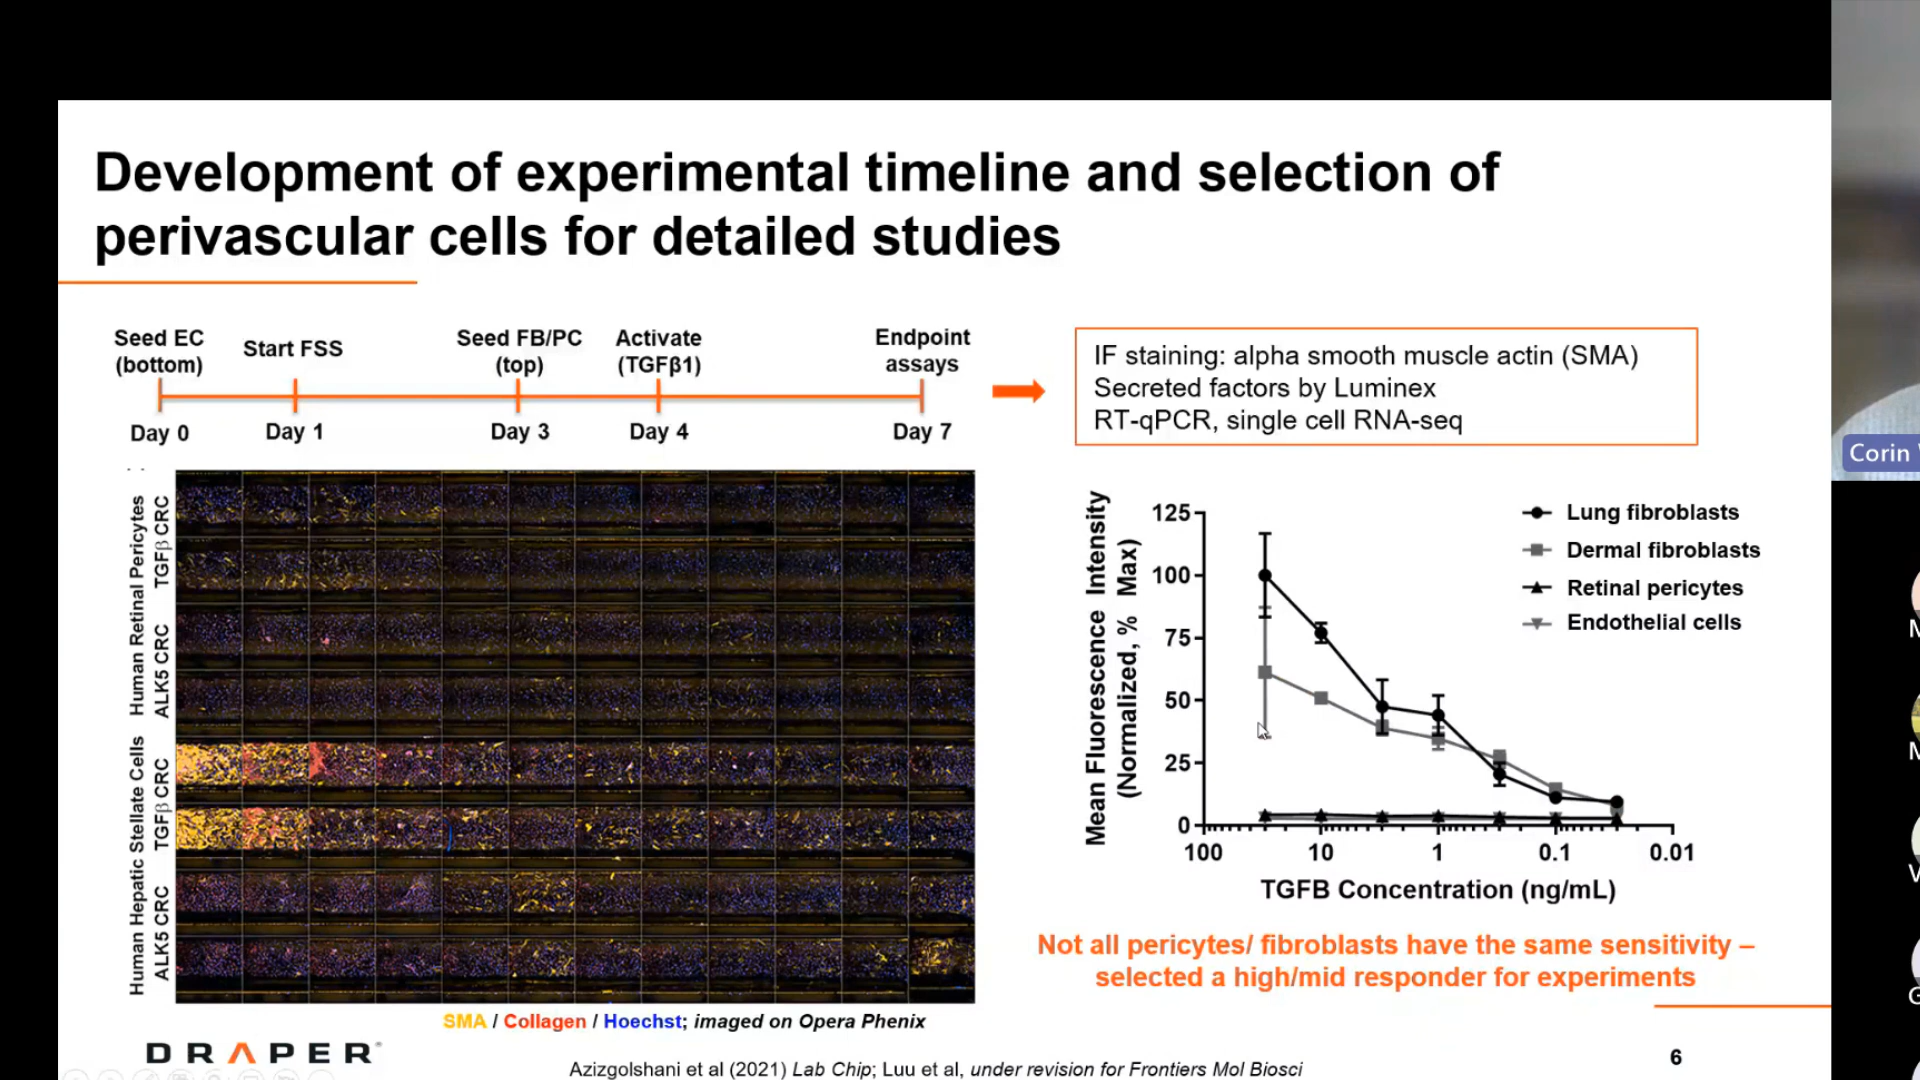 Development of experimental timeline and selection of
perivascular cells for detailed studies
Seed EC
(bottom)
Start FSS
Seed FB/PC
(top)
Activate
(TGFβ1)
Endpoint
assays
Day 0
Day 1
Day 3
Day 4
Day 7
IF staining: alpha smooth muscle actin (SMA)
Secreted factors by Luminex
RT-qPCR, single cell RNA-seq
Human Retinal Pericytes
TGFβ CRC
ALK5 CRC
Human Hepatic Stellate Cells
TGFβ CRC
ALK5 CRC
SMA / Collagen / Hoechst; imaged on Opera Phenix
Mean Fluorescence Intensity
(Normalized, % Max)
125
100
75
50
25
0
100
10
1
0.1
0.01
TGFB Concentration (ng/mL)
Lung fibroblasts
Dermal fibroblasts
Retinal pericytes
Endothelial cells
Not all pericytes/ fibroblasts have the same sensitivity –
selected a high/mid responder for experiments
DRAPER
Azizgolshani et al (2021) Lab Chip; Luu et al, under revision for Frontiers Mol Biosci
6
Corin